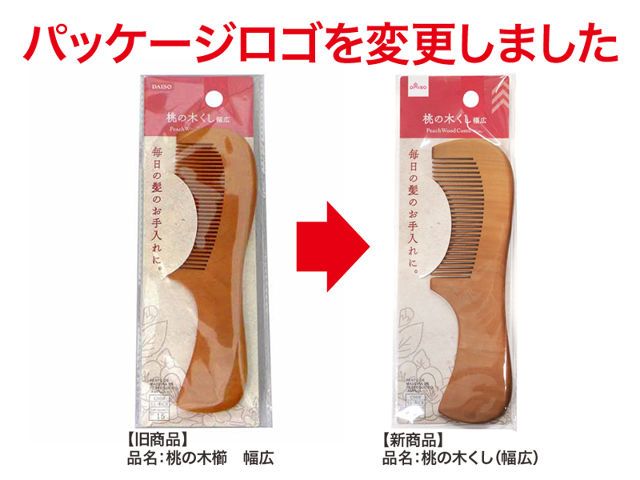 パッケージロゴを変更しました
DAISO
桃の木くし幅広
毎日の髪のお手入れに。
DAISO
桃の木くし幅広
Peach Wood Comb
毎日の髪のお手入れに。
【旧商品】
品名:桃の木櫛 幅広
【新商品】
品名:桃の木くし(幅広)